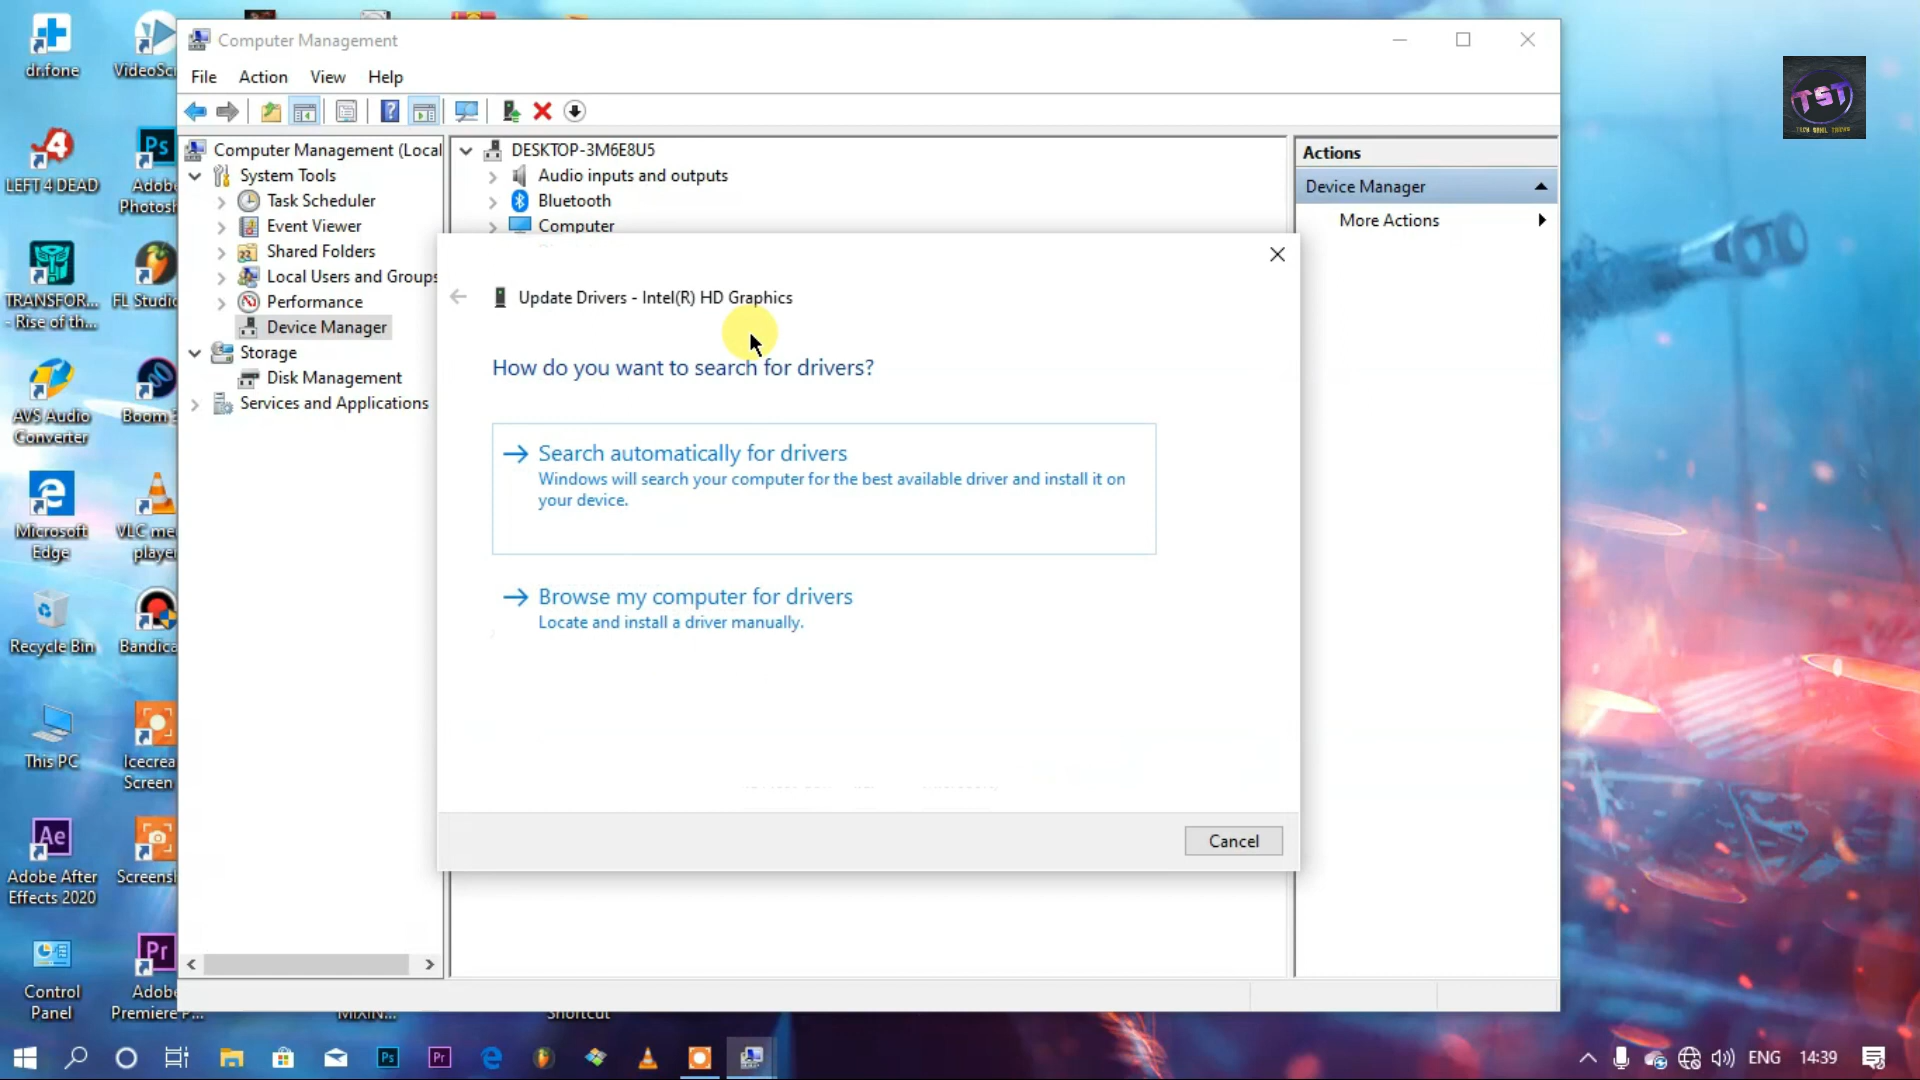 Computer Management
File Action View Help
Computer Management (Local
System Tools
Task Scheduler
Event Viewer
Shared Folders
Local Users and Groups
Performance
Device Manager
Storage
Disk Management
Services and Applications
DESKTOP-3M6E8U5
Audio inputs and outputs
Bluetooth
Computer
Actions
Device Manager
More Actions
Update Drivers - Intel(R) HD Graphics
How do you want to search for drivers?
Search automatically for drivers
Windows will search your computer for the best available driver and install it on
your device.
Browse my computer for drivers
Locate and install a driver manually.
Cancel
dr.fone
VideoSc
LEFT 4 DEAD
Adob
Photosh
TRANSFOR...
- Rise of th...
FL Studi
AVS Audio
Converter
Boom
Microsoft
Edge
VLC me
playe
Recycle Bin
Bandica
This PC
Icecrea
Screen
Adobe After
Effects 2020
Screensh
Control
Panel
Adob
Premiere P...
MIXIN...
Shortcut
TST
ENG
14:39